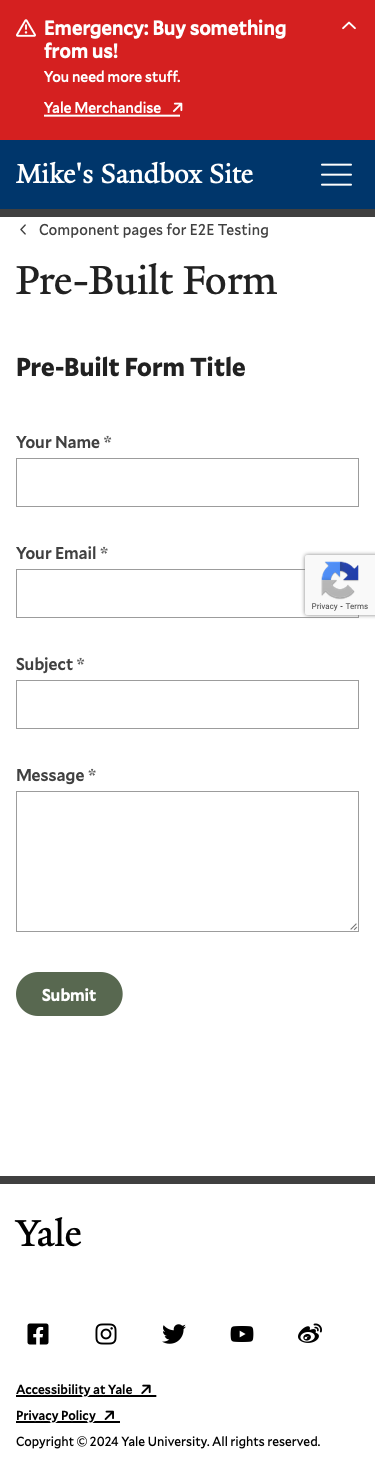 Emergency: Buy something
from us!
You need more stuff.
Yale Merchandise
Mike's Sandbox Site
Component pages for E2E Testing
Pre-Built Form
Pre-Built Form Title
Your Name *
Your Email *
Privacy - Terms
Subject *
Message *
Submit
Yale
Accessibility at Yale
Privacy Policy
Copyright © 2024 Yale University. All rights reserved.